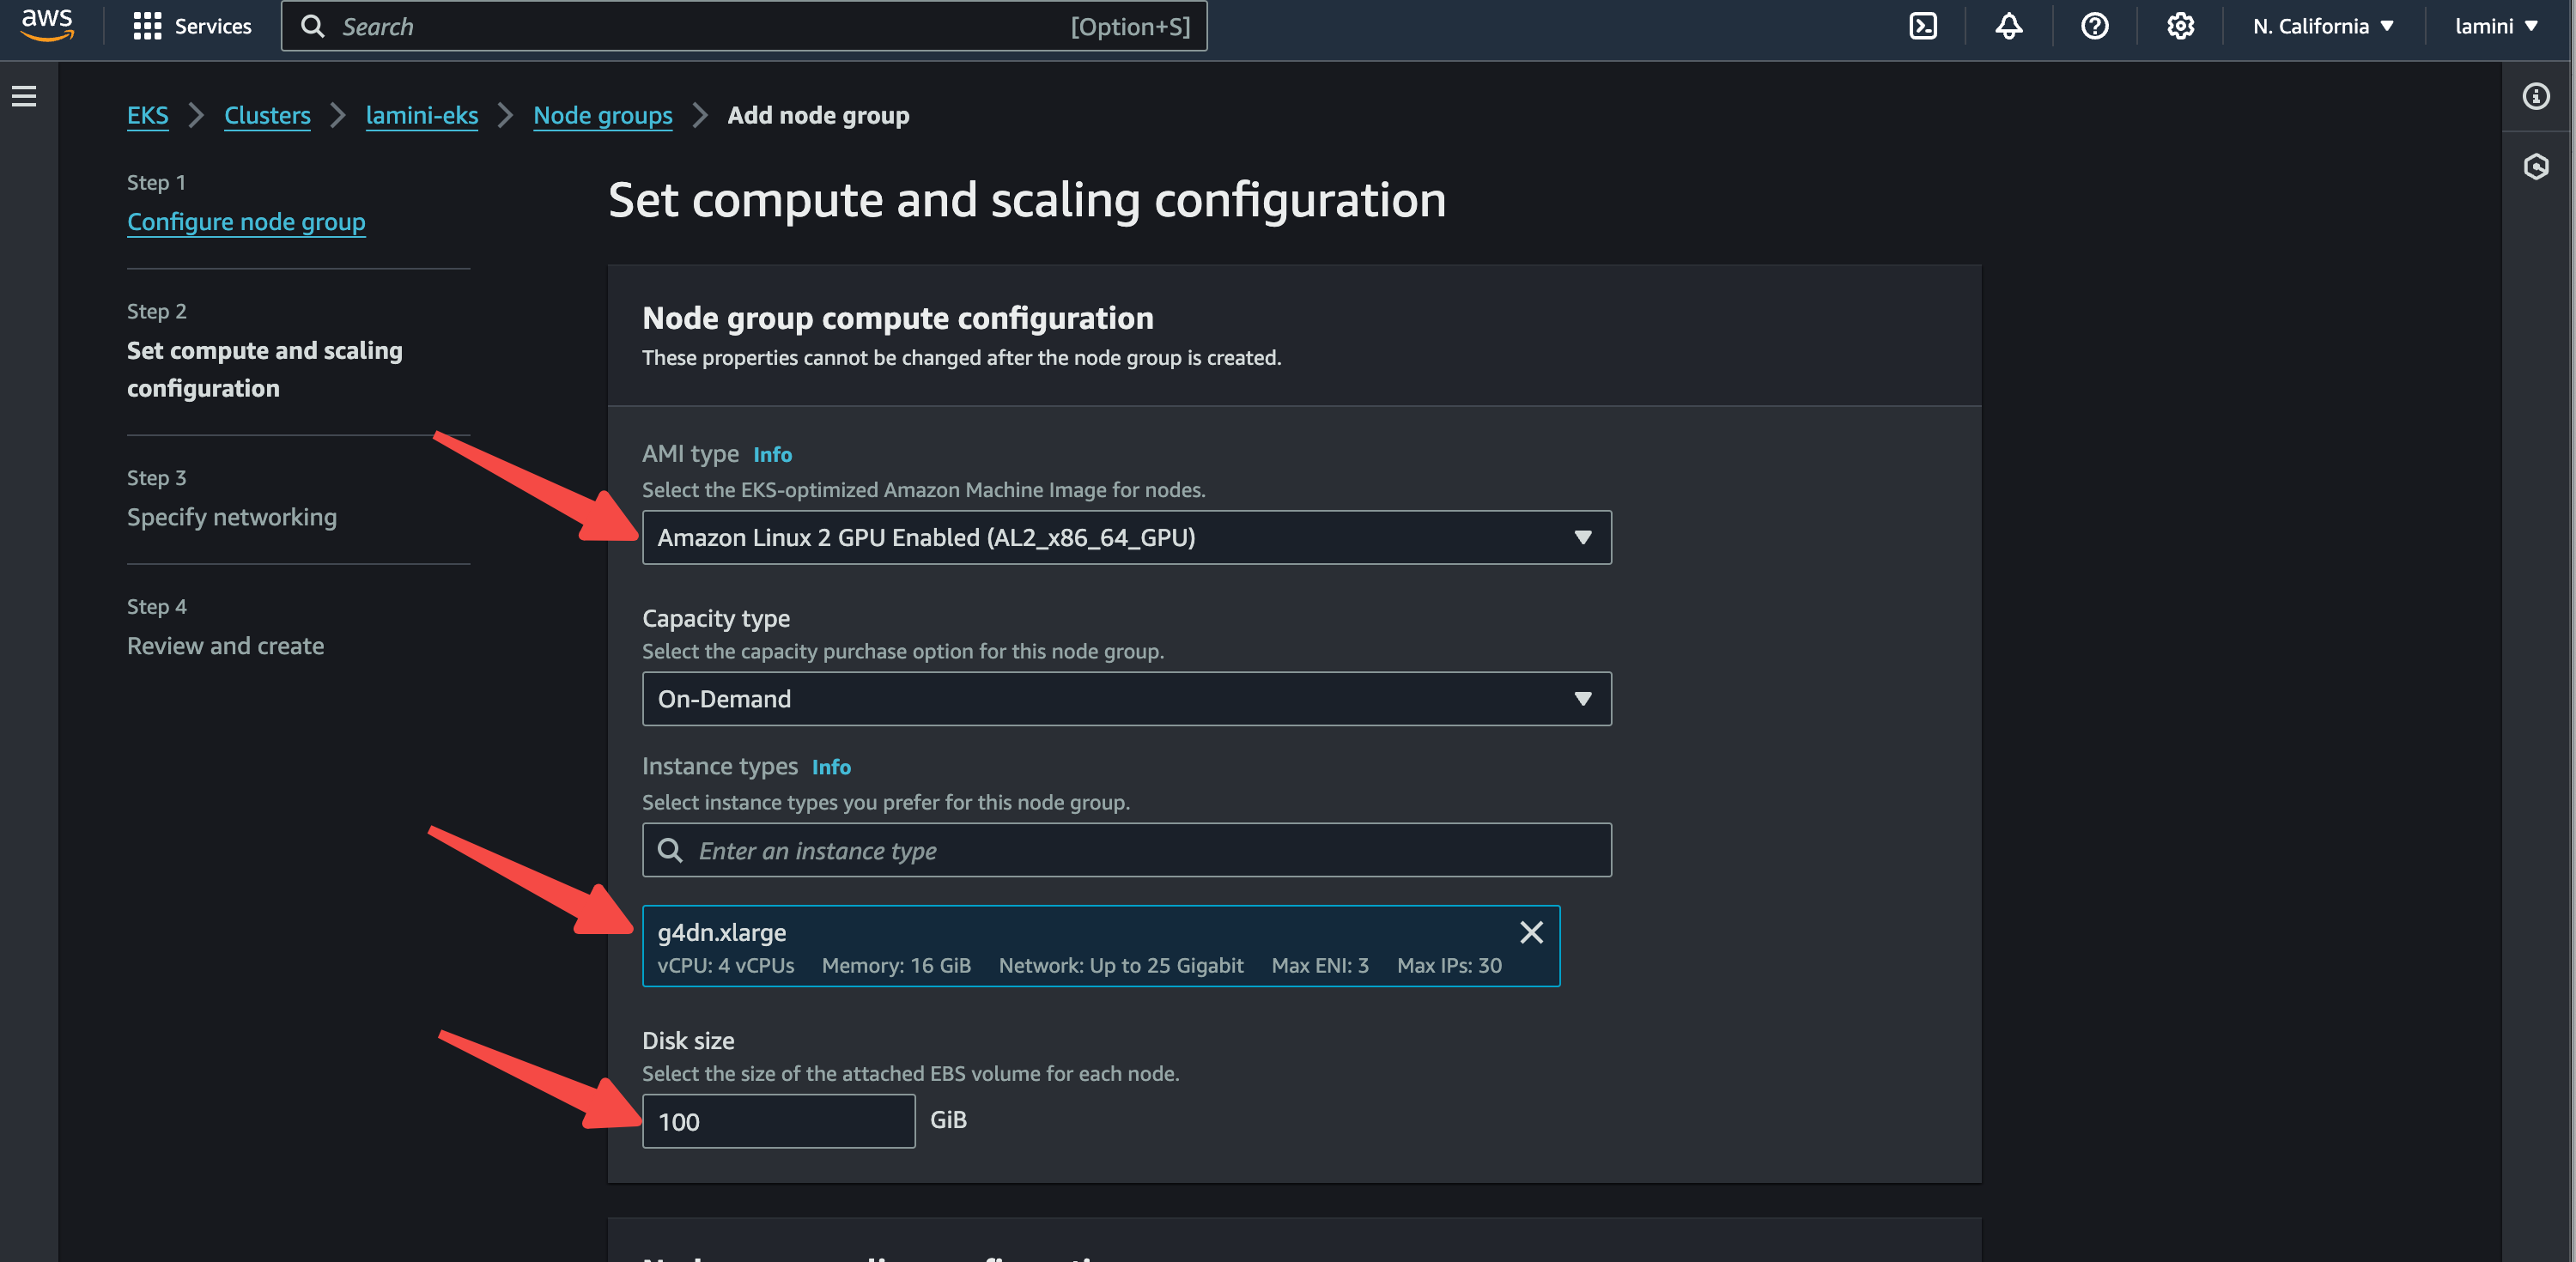 aws
Services
Search
[Option+S]
N. California
lamini
EKS
Clusters
lamini-eks
Node groups
Add node group
Step 1
Configure node group
Step 2
Set compute and scaling
configuration
Step 3
Specify networking
Step 4
Review and create
Set compute and scaling configuration
Node group compute configuration
These properties cannot be changed after the node group is created.
AMI type Info
Select the EKS-optimized Amazon Machine Image for nodes.
Amazon Linux 2 GPU Enabled (AL2_x86_64_GPU)
Capacity type
Select the capacity purchase option for this node group.
On-Demand
Instance types Info
Select instance types you prefer for this node group.
Enter an instance type
g4dn.xlarge
vCPU: 4 vCPUs Memory: 16 GiB Network: Up to 25 Gigabit Max ENI: 3 Max IPs: 30
Disk size
Select the size of the attached EBS volume for each node.
100 GiB